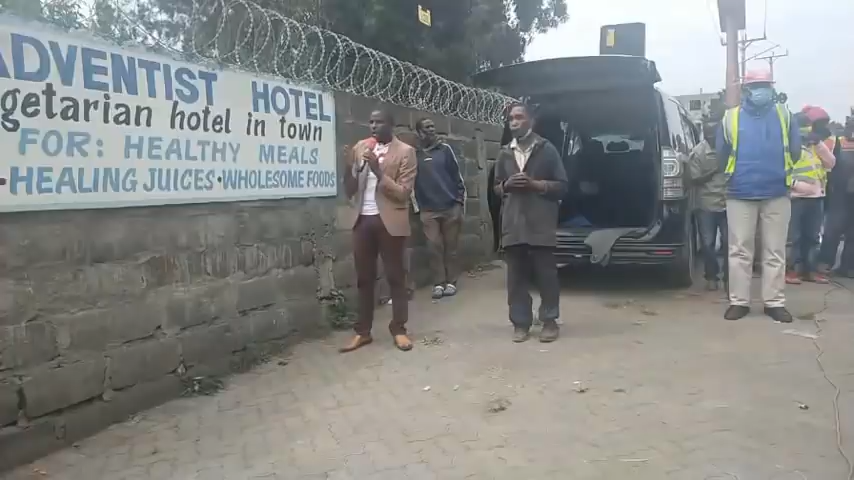 ADVENTIST HOTEL
getarian hotel in town
FOR: HEALTHY MEALS
HEALING JUICES WHOLESOME FOODS